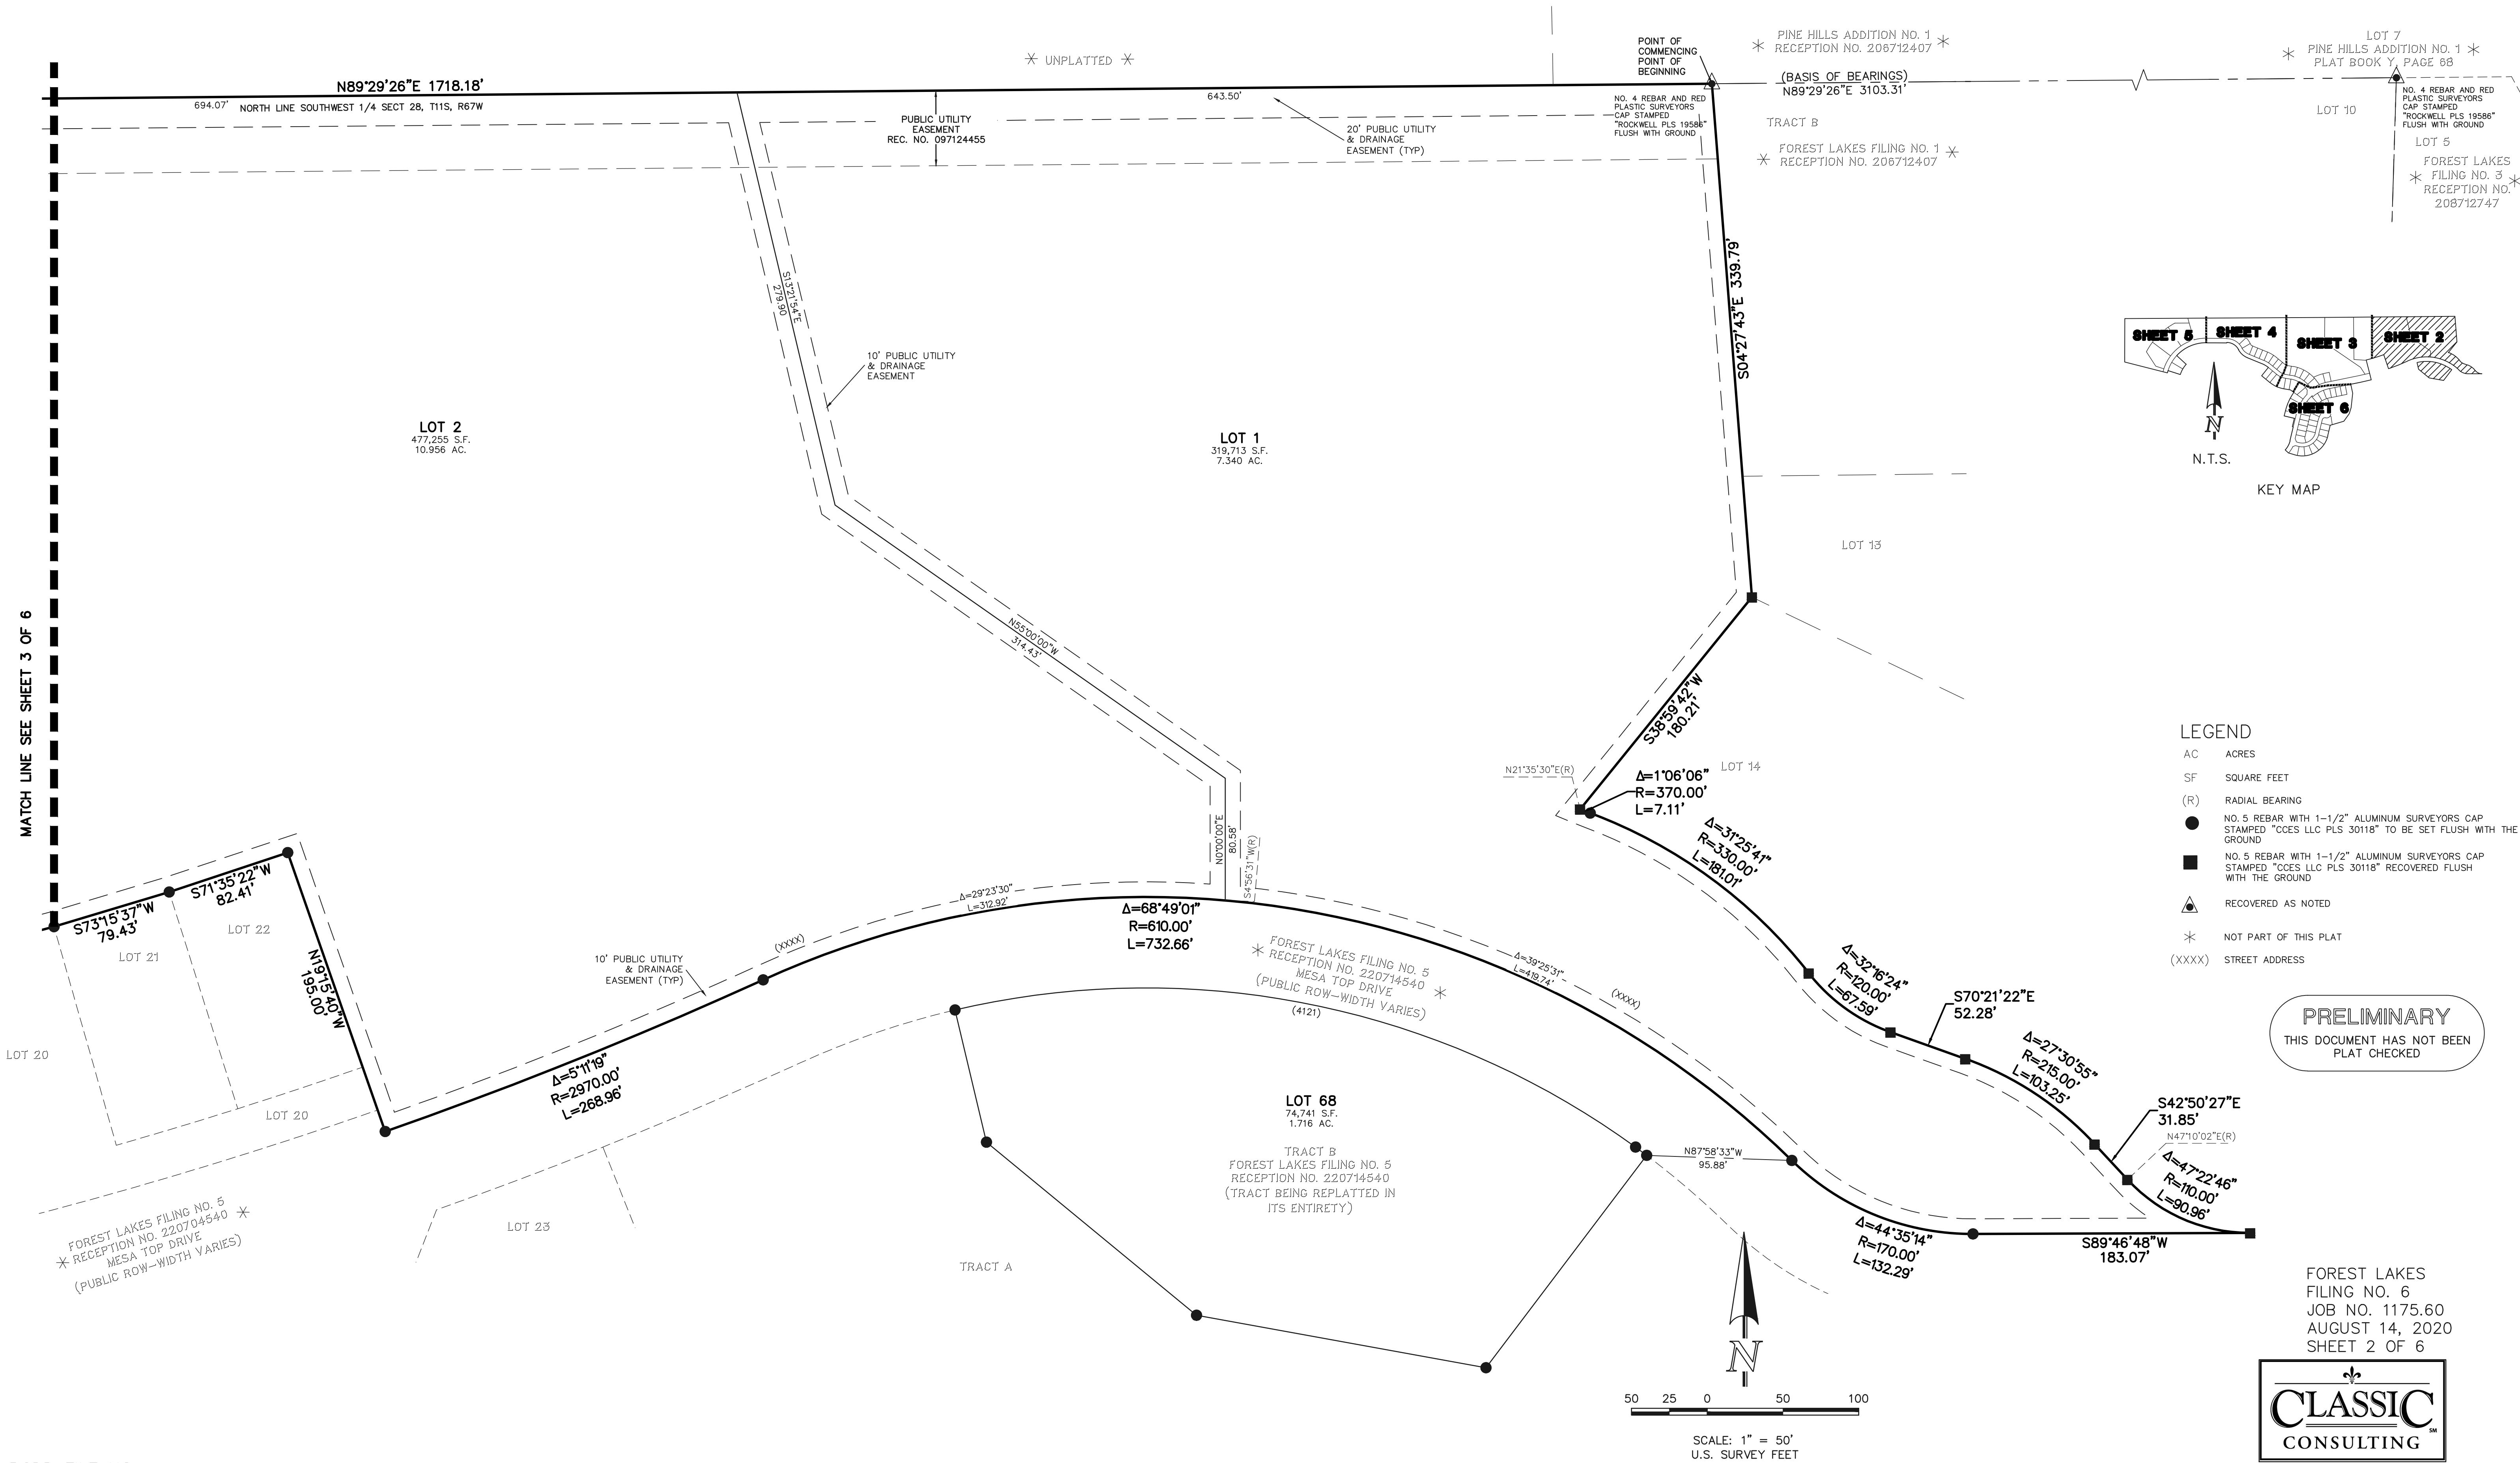 ✳ UNPLATTED ✳
POINT OF
COMMENCING
POINT OF
BEGINNING
✳ PINE HILLS ADDITION NO. 1 ✳
RECEPTION NO. 206712407
LOT 7
✳ PINE HILLS ADDITION NO. 1 ✳
PLAT BOOK Y, PAGE 68
N89°29'26"E 1718.18'
694.07'
NORTH LINE SOUTHWEST 1/4 SECT 28, T11S, R67W
643.50'
(BASIS OF BEARINGS)
N89°29'26"E 3103.31'
PUBLIC UTILITY
EASEMENT
REC. NO. 097124455
20' PUBLIC UTILITY
& DRAINAGE
EASEMENT (TYP)
NO. 4 REBAR AND RED
PLASTIC SURVEYORS
CAP STAMPED
"ROCKWELL PLS 19586"
FLUSH WITH GROUND
TRACT B
✳ FOREST LAKES FILING NO. 1 ✳
RECEPTION NO. 206712407
LOT 10
NO. 4 REBAR AND RED
PLASTIC SURVEYORS
CAP STAMPED
"ROCKWELL PLS 19586"
FLUSH WITH GROUND
LOT 5
FOREST LAKES
✳ FILING NO. 3 ✳
RECEPTION NO.
208712747
S13°21'54"E
279.90
S04°27'43"E 339.79'
10' PUBLIC UTILITY
& DRAINAGE
EASEMENT
LOT 2
477,255 S.F.
10.956 AC.
LOT 1
319,713 S.F.
7.340 AC.
SHEET 5
SHEET 4
SHEET 3
SHEET 2
SHEET 6
N
N.T.S.
KEY MAP
LOT 13
MATCH LINE SEE SHEET 3 OF 6
N55°00'00"W
314.43'
S38°59'42"W
180.21'
N21°35'30"E(R)
LOT 14
Δ=1°06'06"
R=370.00'
L=7.11'
Δ=31°25'41"
R=330.00'
L=181.01'
N0°00'00"E
80.58'
S4°56'31"W(R)
LEGEND
AC ACRES
SF SQUARE FEET
(R) RADIAL BEARING
NO. 5 REBAR WITH 1-1/2" ALUMINUM SURVEYORS CAP
STAMPED "CCES LLC PLS 30118" TO BE SET FLUSH WITH THE
GROUND
NO. 5 REBAR WITH 1-1/2" ALUMINUM SURVEYORS CAP
STAMPED "CCES LLC PLS 30118" RECOVERED FLUSH
WITH THE GROUND
RECOVERED AS NOTED
✳ NOT PART OF THIS PLAT
(XXXX) STREET ADDRESS
S73°15'37"W
79.43'
S71°35'22"W
82.41'
LOT 21
LOT 22
N19°15'40"W
195.00'
LOT 20
LOT 20
Δ=29°23'30"
L=312.92'
(XXXX)
10' PUBLIC UTILITY
& DRAINAGE
EASEMENT (TYP)
Δ=68°49'01"
R=610.00'
L=732.66'
FOREST LAKES FILING NO. 5
✳ RECEPTION NO. 220714540
MESA TOP DRIVE ✳
(PUBLIC ROW-WIDTH VARIES)
(4121)
Δ=39°25'31"
L=419.74'
(XXXX)
Δ=32°16'24"
R=120.00'
L=67.59'
S70°21'22"E
52.28'
Δ=27°30'55"
R=215.00'
L=103.25'
S42°50'27"E
31.85'
N47°10'02"E(R)
Δ=47°22'46"
R=110.00'
L=90.96'
PRELIMINARY
THIS DOCUMENT HAS NOT BEEN
PLAT CHECKED
Δ=5°11'19"
R=2970.00'
L=268.96'
LOT 68
74,741 S.F.
1.716 AC.
TRACT B
FOREST LAKES FILING NO. 5
RECEPTION NO. 220714540
(TRACT BEING REPLATTED IN
ITS ENTIRETY)
N87°58'33"W
95.88'
Δ=44°35'14"
R=170.00'
L=132.29'
S89°46'48"W
183.07'
FOREST LAKES FILING NO. 5
✳ RECEPTION NO. 220704540 ✳
MESA TOP DRIVE
(PUBLIC ROW-WIDTH VARIES)
LOT 23
TRACT A
N
50 25 0 50 100
SCALE: 1" = 50'
U.S. SURVEY FEET
FOREST LAKES
FILING NO. 6
JOB NO. 1175.60
AUGUST 14, 2020
SHEET 2 OF 6
CLASSIC
CONSULTING
SM